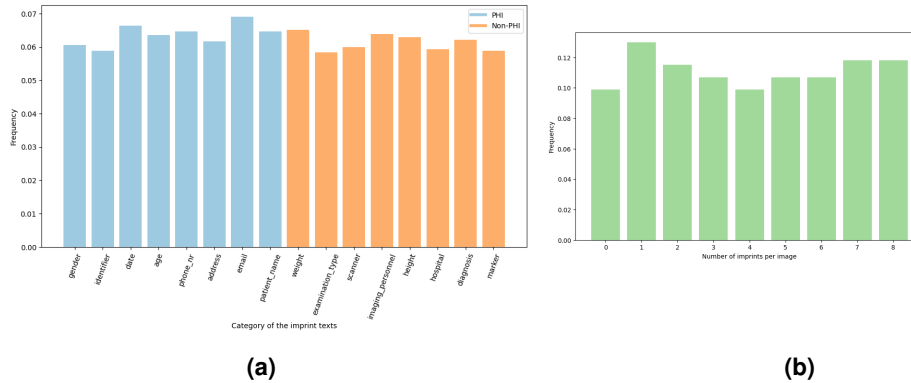 PHI
Non-PHI
0.07
0.06
0.05
0.04
0.03
0.02
0.01
0.00
Frequency
gender
identifier
date
age
phone_nr
address
email
patient_name
weight
examination_type
scanner
imaging_personnel
height
hospital
diagnosis
marker
Category of the imprint texts
(a)
0.12
0.10
0.08
0.06
0.04
0.02
0.00
Frequency
0 1 2 3 4 5 6 7 8
Number of imprints per image
(b)